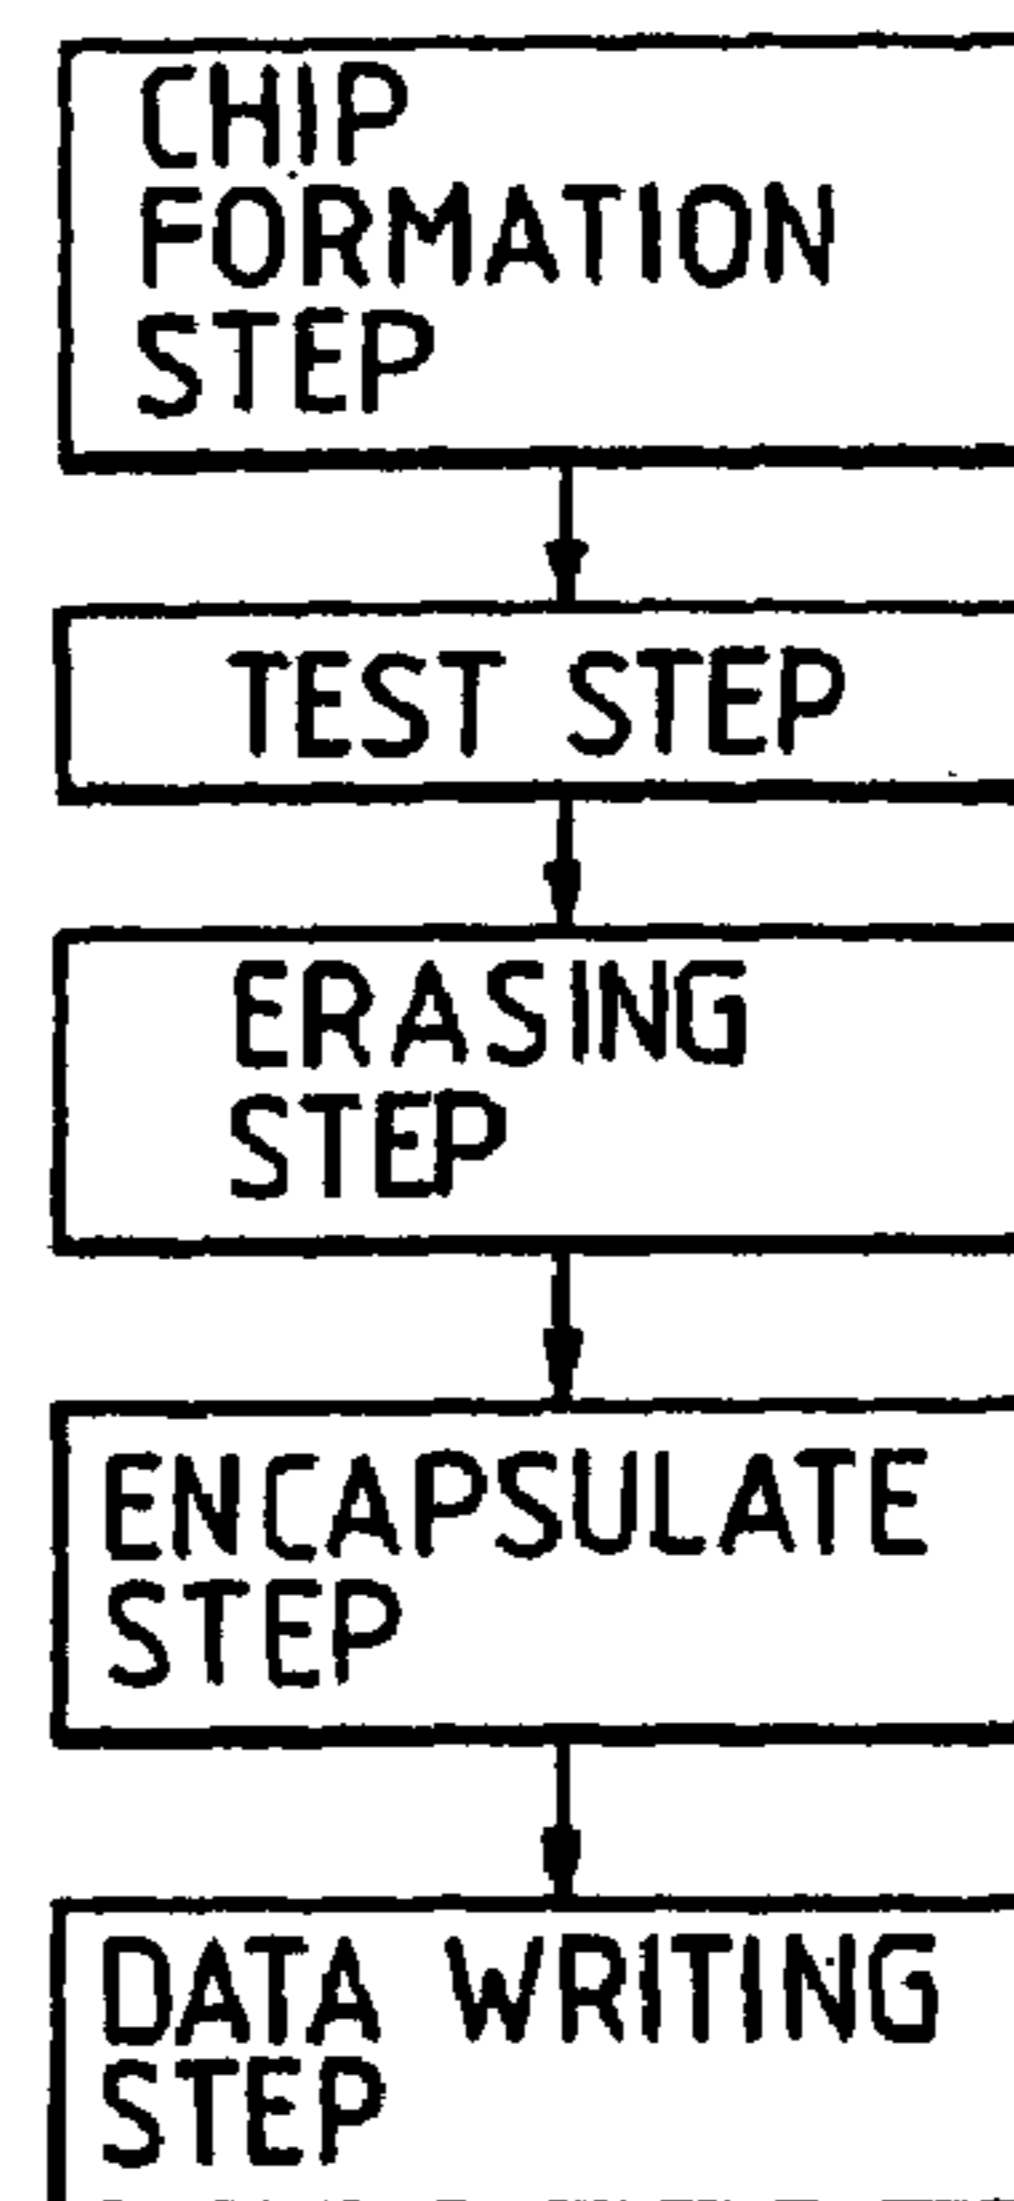 CHIP
FORMATION
STEP
TEST STEP
ERASING
STEP
ENCAPSULATE
STEP
DATA WRITING
STEP